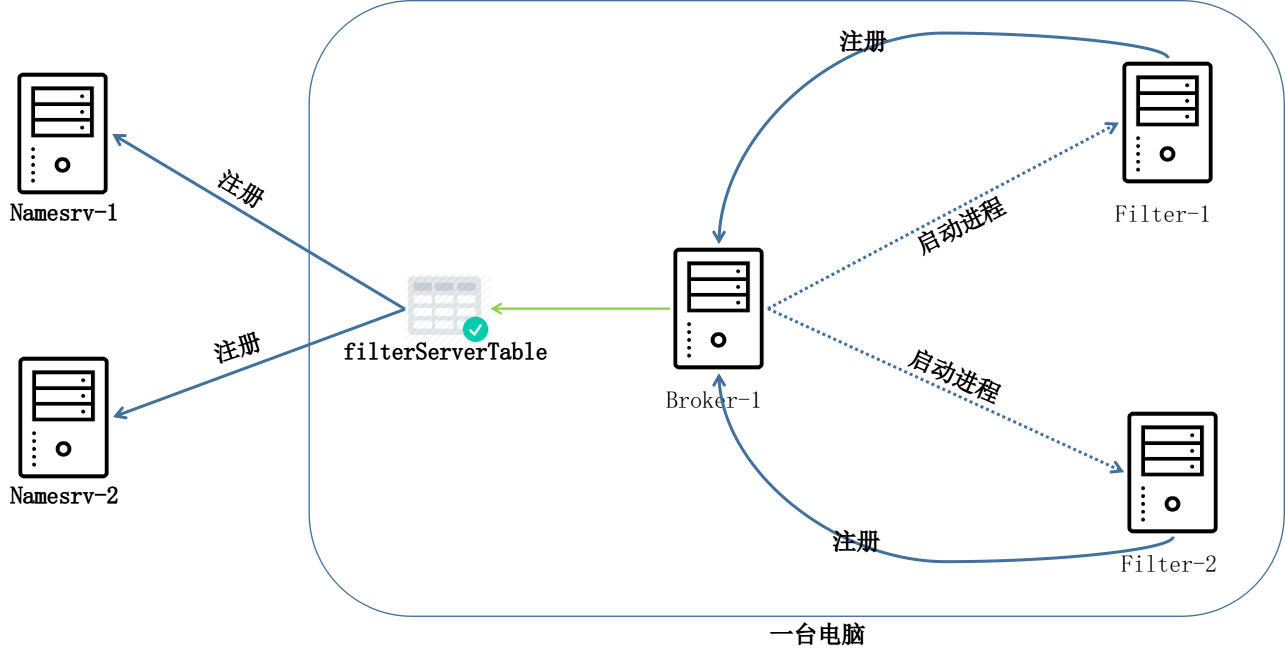 注册
Namesrv-1
注册
Filter-1
启动进程
注册
filterServerTable
启动进程
Broker-1
Namesrv-2
注册
Filter-2
一台电脑